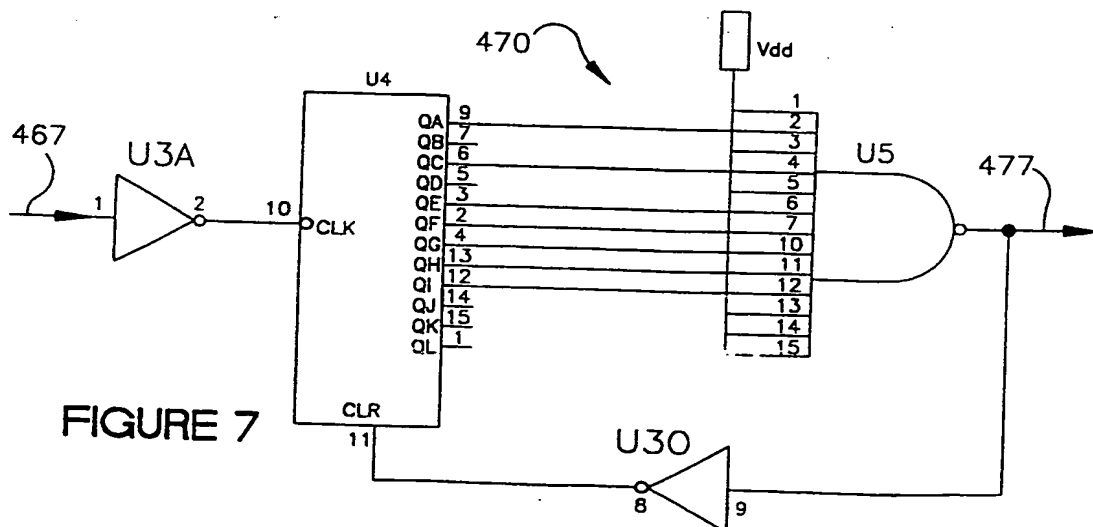 470
Vdd
U4
467
U3A
1
2
10
CLK
QA 9
QB 7
QC 6
QD 5
QE 3
QF 2
QG 4
QH 13
QI 12
QJ 14
QK 15
QL 1
1
2
3
4
5
6
7
10
11
12
13
14
15
U5
477
CLR
11
FIGURE 7
U30
8
9